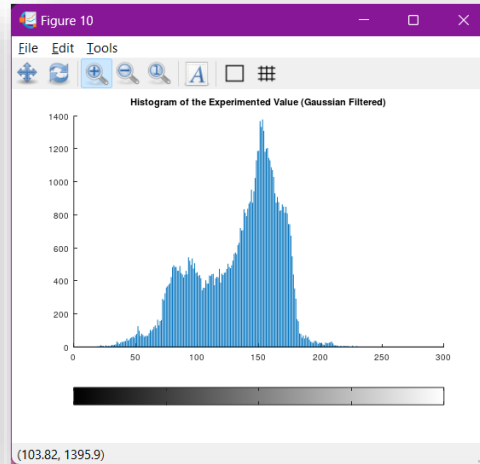 Figure 10
File Edit Tools
A
Histogram of the Experimented Value (Gaussian Filtered)
1400
1200
1000
800
600
400
200
0
0 50 100 150 200 250 300
(103.82, 1395.9)